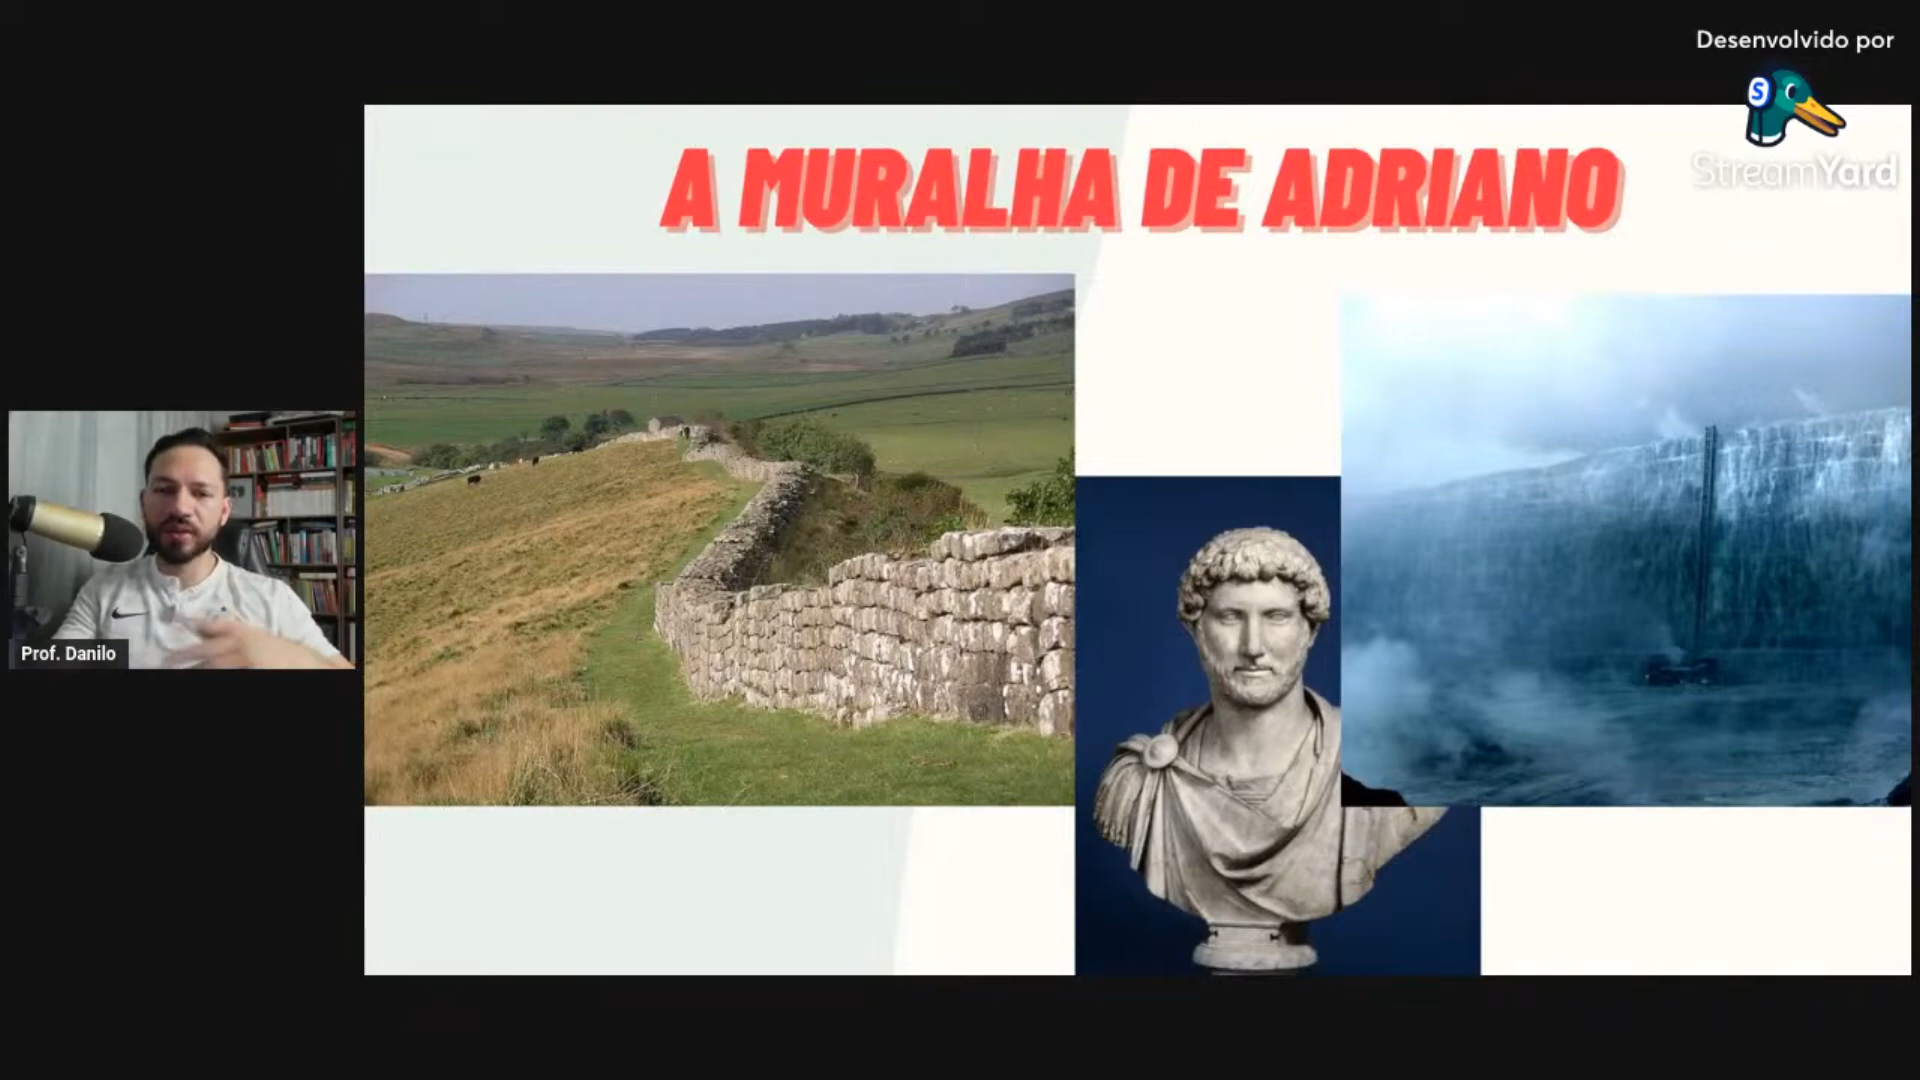 Desenvolvido por
S
StreamYard
A MURALHA DE ADRIANO
Prof. Danilo